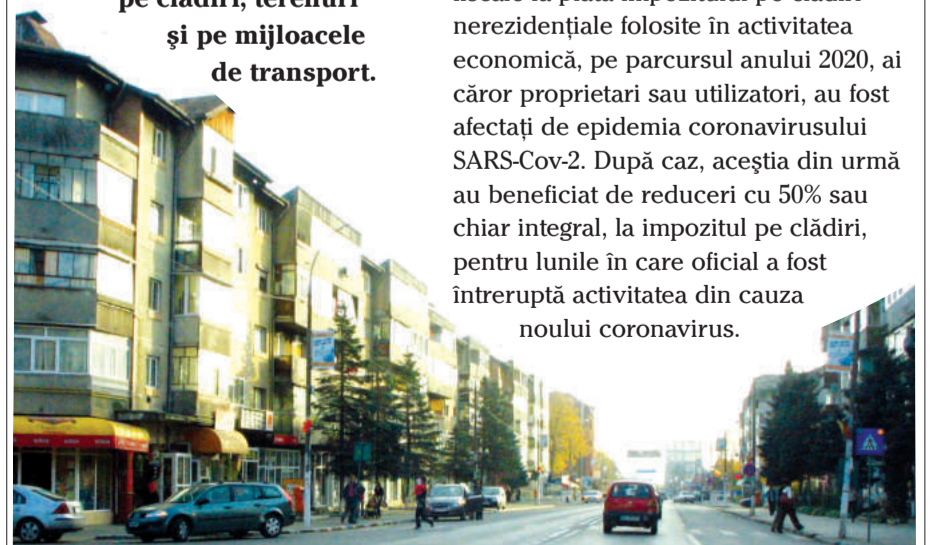 pe clădiri, terenuri
şi pe mijloacele
de transport.
nerezidenţiale folosite în activitatea
economică, pe parcursul anului 2020, ai
căror proprietari sau utilizatori, au fost
afectaţi de epidemia coronavirusului
SARS-Cov-2. După caz, aceştia din urmă
au beneficiat de reduceri cu 50% sau
chiar integral, la impozitul pe clădiri,
pentru lunile în care oficial a fost
întreruptă activitatea din cauza
noului coronavirus.